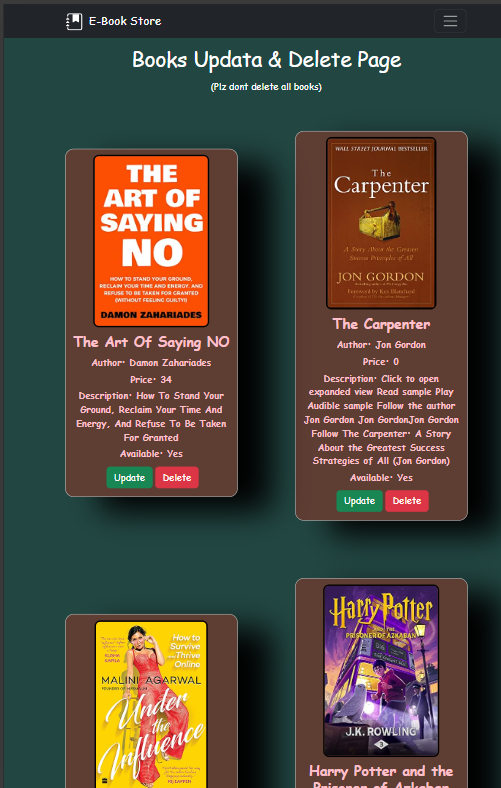 E-Book Store
Books Updata & Delete Page
(Plz dont delete all books)
THE
ART OF
SAYING
NO
HOW TO STAND YOUR GROUND,
RECLAIM YOUR TIME AND ENERGY, AND
REFUSE TO BE TAKEN FOR GRANTED
(WITHOUT FEELING GUILTY!)
DAMON ZAHARIADES
The Art Of Saying NO
Author: Damon Zahariades
Price: 34
Description: How To Stand Your
Ground, Reclaim Your Time And
Energy, And Refuse To Be Taken
For Granted
Available: Yes
Update Delete
WALL STREET JOURNAL BESTSELLER
The
Carpenter
A Story About the Greatest
Success Principles of All
JON GORDON
Foreword by Ken Blanchard
The Carpenter
Author: Jon Gordon
Price: 0
Description: Click to open
expanded view Read sample Play
Audible sample Follow the author
Jon Gordon Jon GordonJon Gordon
Follow The Carpenter: A Story
About the Greatest Success
Strategies of All (Jon Gordon)
Available: Yes
Update Delete
How to
Survive
and Thrive
Online
MALINI AGARWAL
Under
the
Influence
Harry Potter
AND THE
PRISONER OF AZKABAN
J.K. ROWLING
3
Harry Potter and the
Prisoner of Azkaban